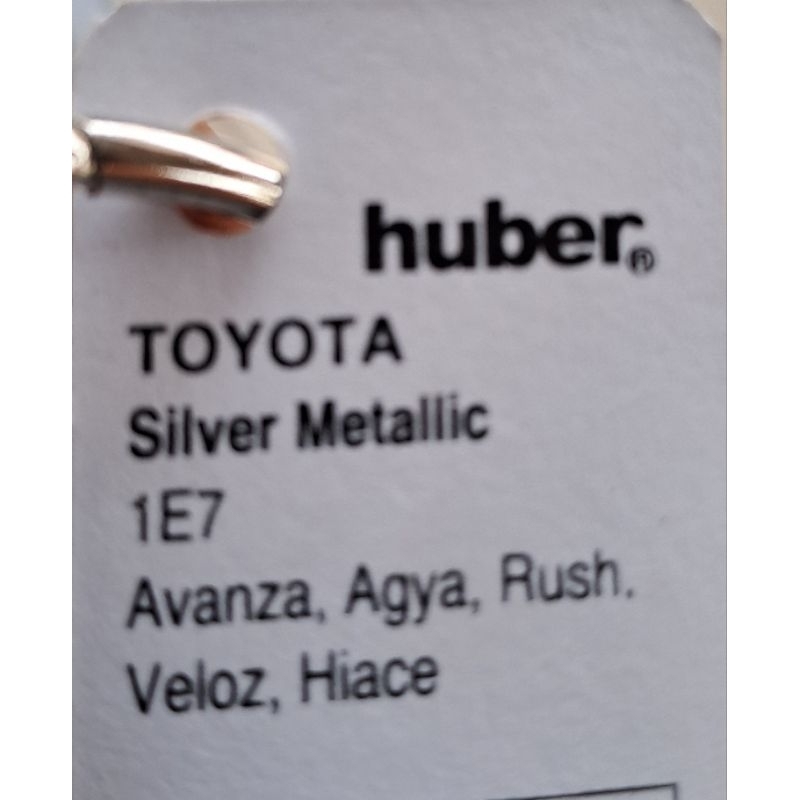 huber®
TOYOTA
Silver Metallic
1E7
Avanza, Agya, Rush.
Veloz, Hiace